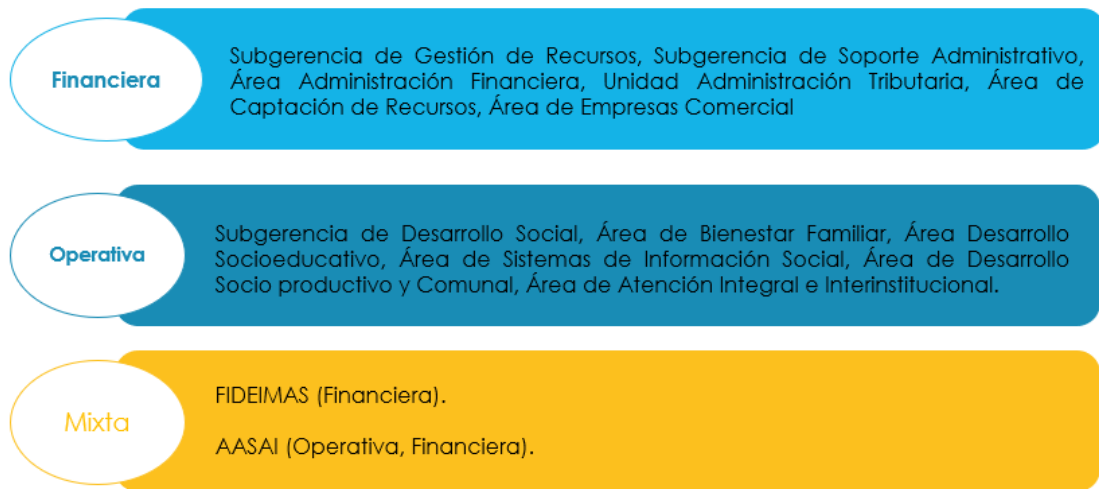 Financiera
Subgerencia de Gestión de Recursos, Subgerencia de Soporte Administrativo,
Área Administración Financiera, Unidad Administración Tributaria, Área de
Captación de Recursos, Área de Empresas Comercial
Operativa
Subgerencia de Desarrollo Social, Área de Bienestar Familiar, Área Desarrollo
Socioeducativo, Área de Sistemas de Información Social, Área de Desarrollo
Socio productivo y Comunal, Área de Atención Integral e Interinstitucional.
Mixta
FIDEIMAS (Financiera).
AASAI (Operativa, Financiera).